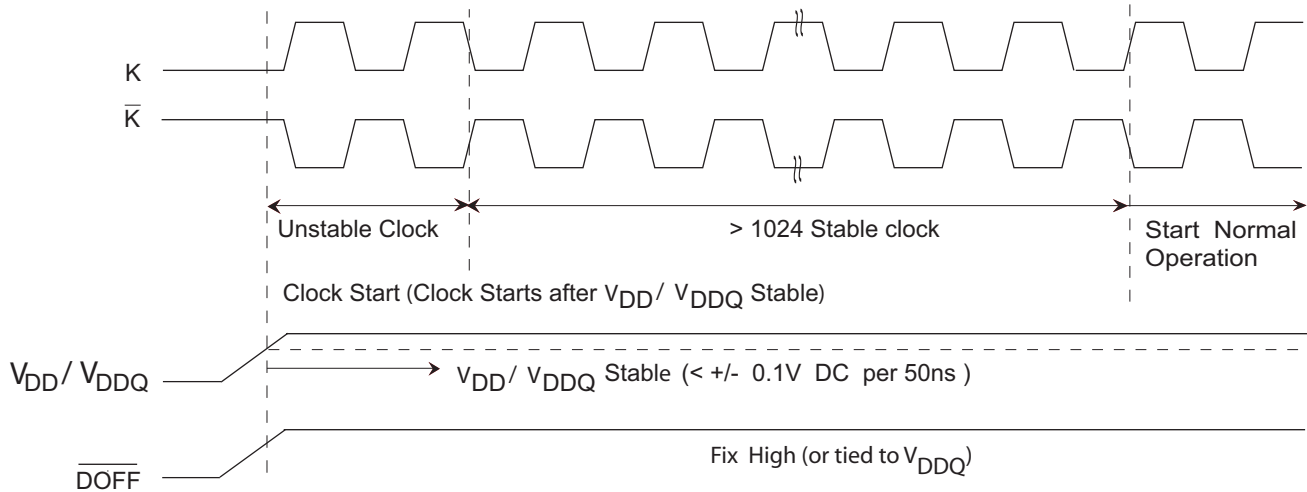 K
K̅
Unstable Clock
> 1024 Stable clock
Start Normal
Operation
Clock Start (Clock Starts after VDD / VDDQ Stable)
VDD / VDDQ
VDD / VDDQ Stable (< +/- 0.1V DC per 50ns )
Fix High (or tied to VDDQ)
D̅O̅F̅F̅